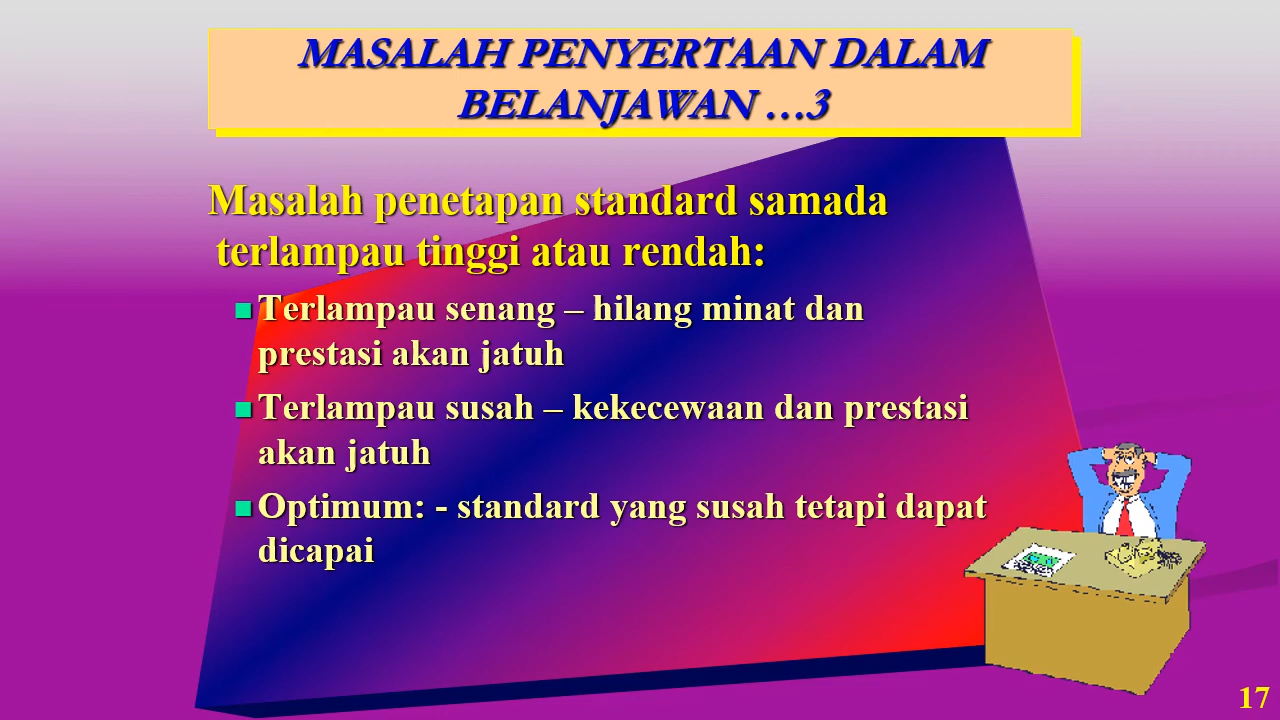 MASALAH PENYERTAAN DALAM
BELANJAWAN …3
Masalah penetapan standard samada
terlampau tinggi atau rendah:
Terlampau senang – hilang minat dan
prestasi akan jatuh
Terlampau susah – kekecewaan dan prestasi
akan jatuh
Optimum: - standard yang susah tetapi dapat
dicapai
17